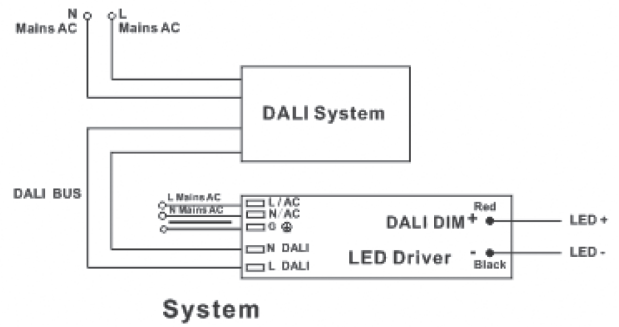 N
Mains AC
L
Mains AC
DALI System
DALI BUS
L Mains AC
N Mains AC
L/AC
N/AC
G
N DALI
L DALI
DALI DIM
LED Driver
+
Red
-
Black
LED +
LED -
System